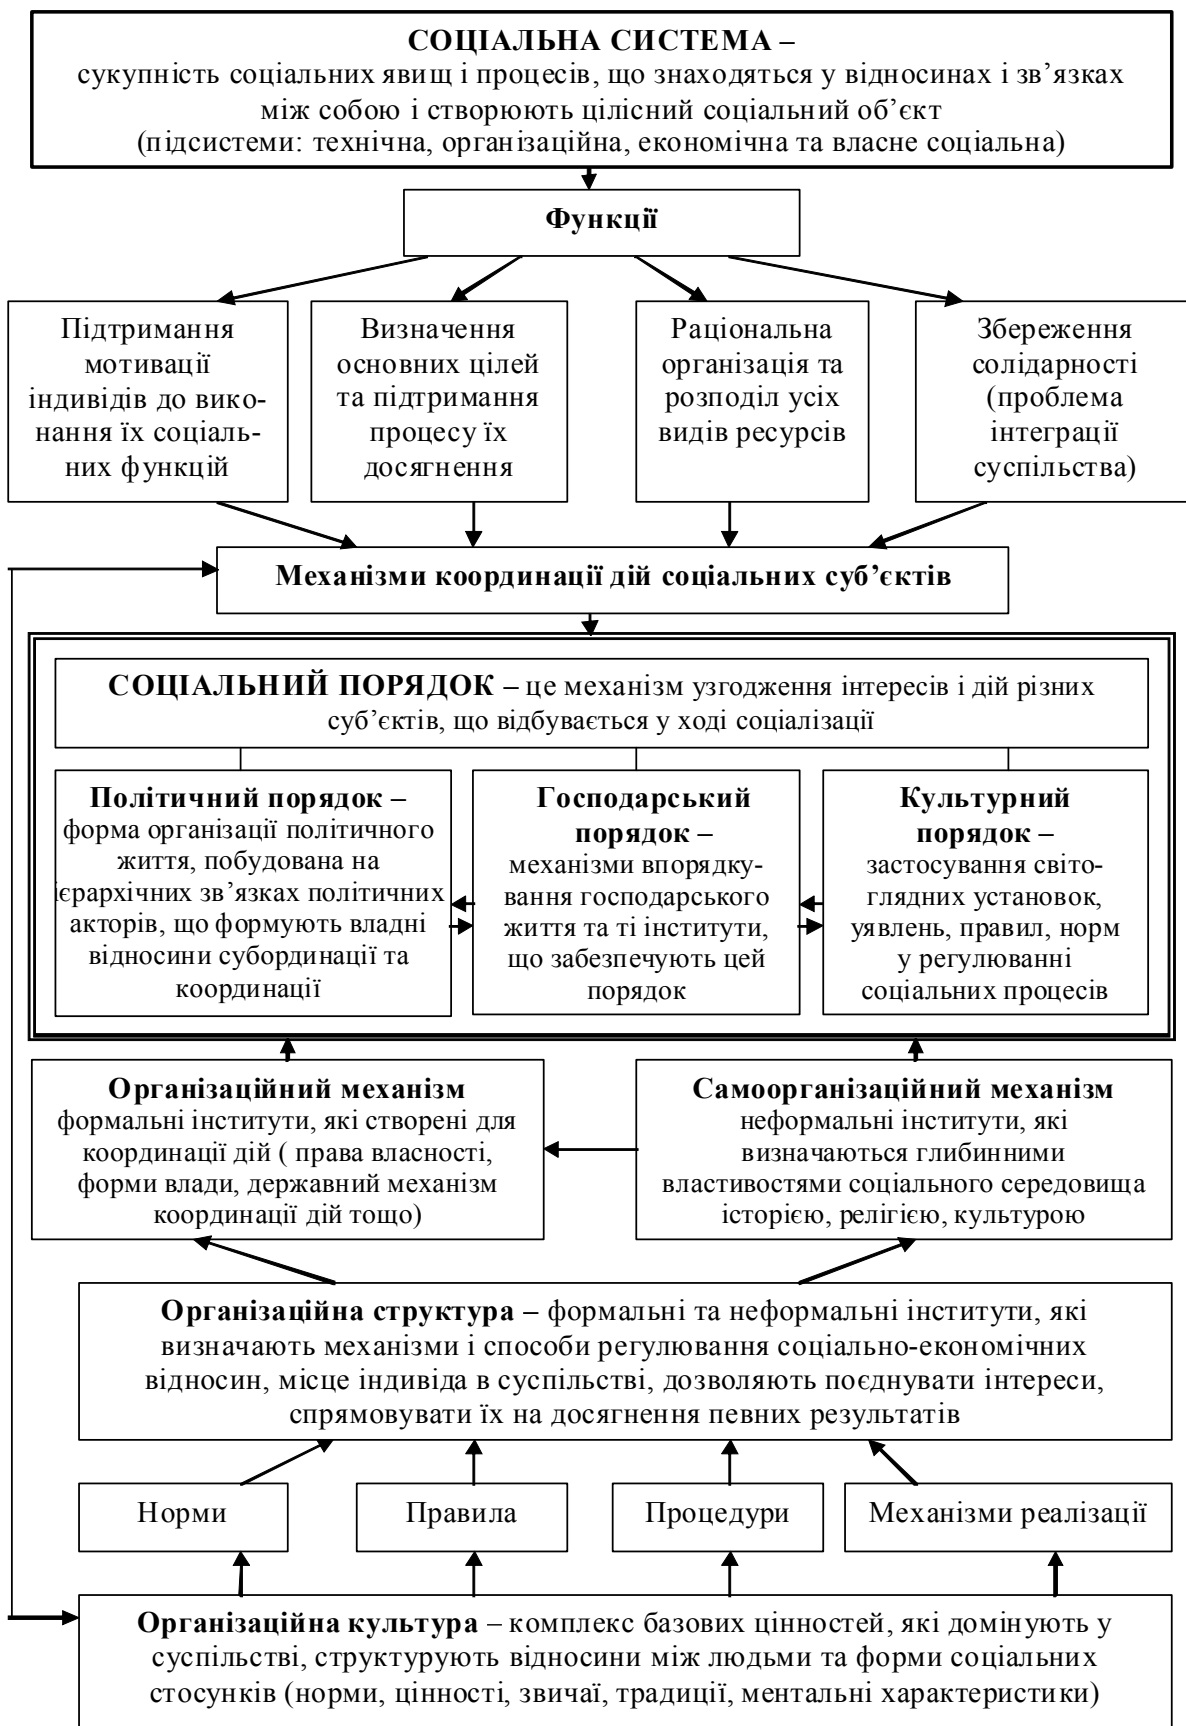 СОЦІАЛЬНА СИСТЕМА –
сукупність соціальних явищ і процесів, що знаходяться у відносинах і зв’язках
між собою і створюють цілісний соціальний об’єкт
(підсистеми: технічна, організаційна, економічна та власне соціальна)
Функції
Підтримання
мотивації
індивідів до вико-
нання їх соціаль-
них функцій
Визначення
основних цілей
та підтримання
процесу їх
досягнення
Раціональна
організація та
розподіл усіх
видів ресурсів
Збереження
солідарності
(проблема
інтеграції
суспільства)
Механізми координації дій соціальних суб’єктів
СОЦІАЛЬНИЙ ПОРЯДОК – це механізм узгодження інтересів і дій різних
суб’єктів, що відбувається у ході соціалізації
Політичний порядок –
форма організації політичного
життя, побудована на
ієрархічних зв’язках політичних
акторів, що формують владні
відносини субординації та
координації
Господарський
порядок –
механізми впорядку-
вання господарського
життя та ті інститути,
що забезпечують цей
порядок
Культурний
порядок –
застосування світо-
глядних установок,
уявлень, правил, норм
у регулюванні
соціальних процесів
Організаційний механізм
формальні інститути, які створені для
координації дій ( права власності,
форми влади, державний механізм
координації дій тощо)
Самоорганізаційний механізм
неформальні інститути, які
визначаються глибинними
властивостями соціального середовища
історією, релігією, культурою
Організаційна структура – формальні та неформальні інститути, які
визначають механізми і способи регулювання соціально-економічних
відносин, місце індивіда в суспільстві, дозволяють поєднувати інтереси,
спрямовувати їх на досягнення певних результатів
Норми
Правила
Процедури
Механізми реалізації
Організаційна культура – комплекс базових цінностей, які домінують у
суспільстві, структурують відносини між людьми та форми соціальних
стосунків (норми, цінності, звичаї, традиції, ментальні характеристики)